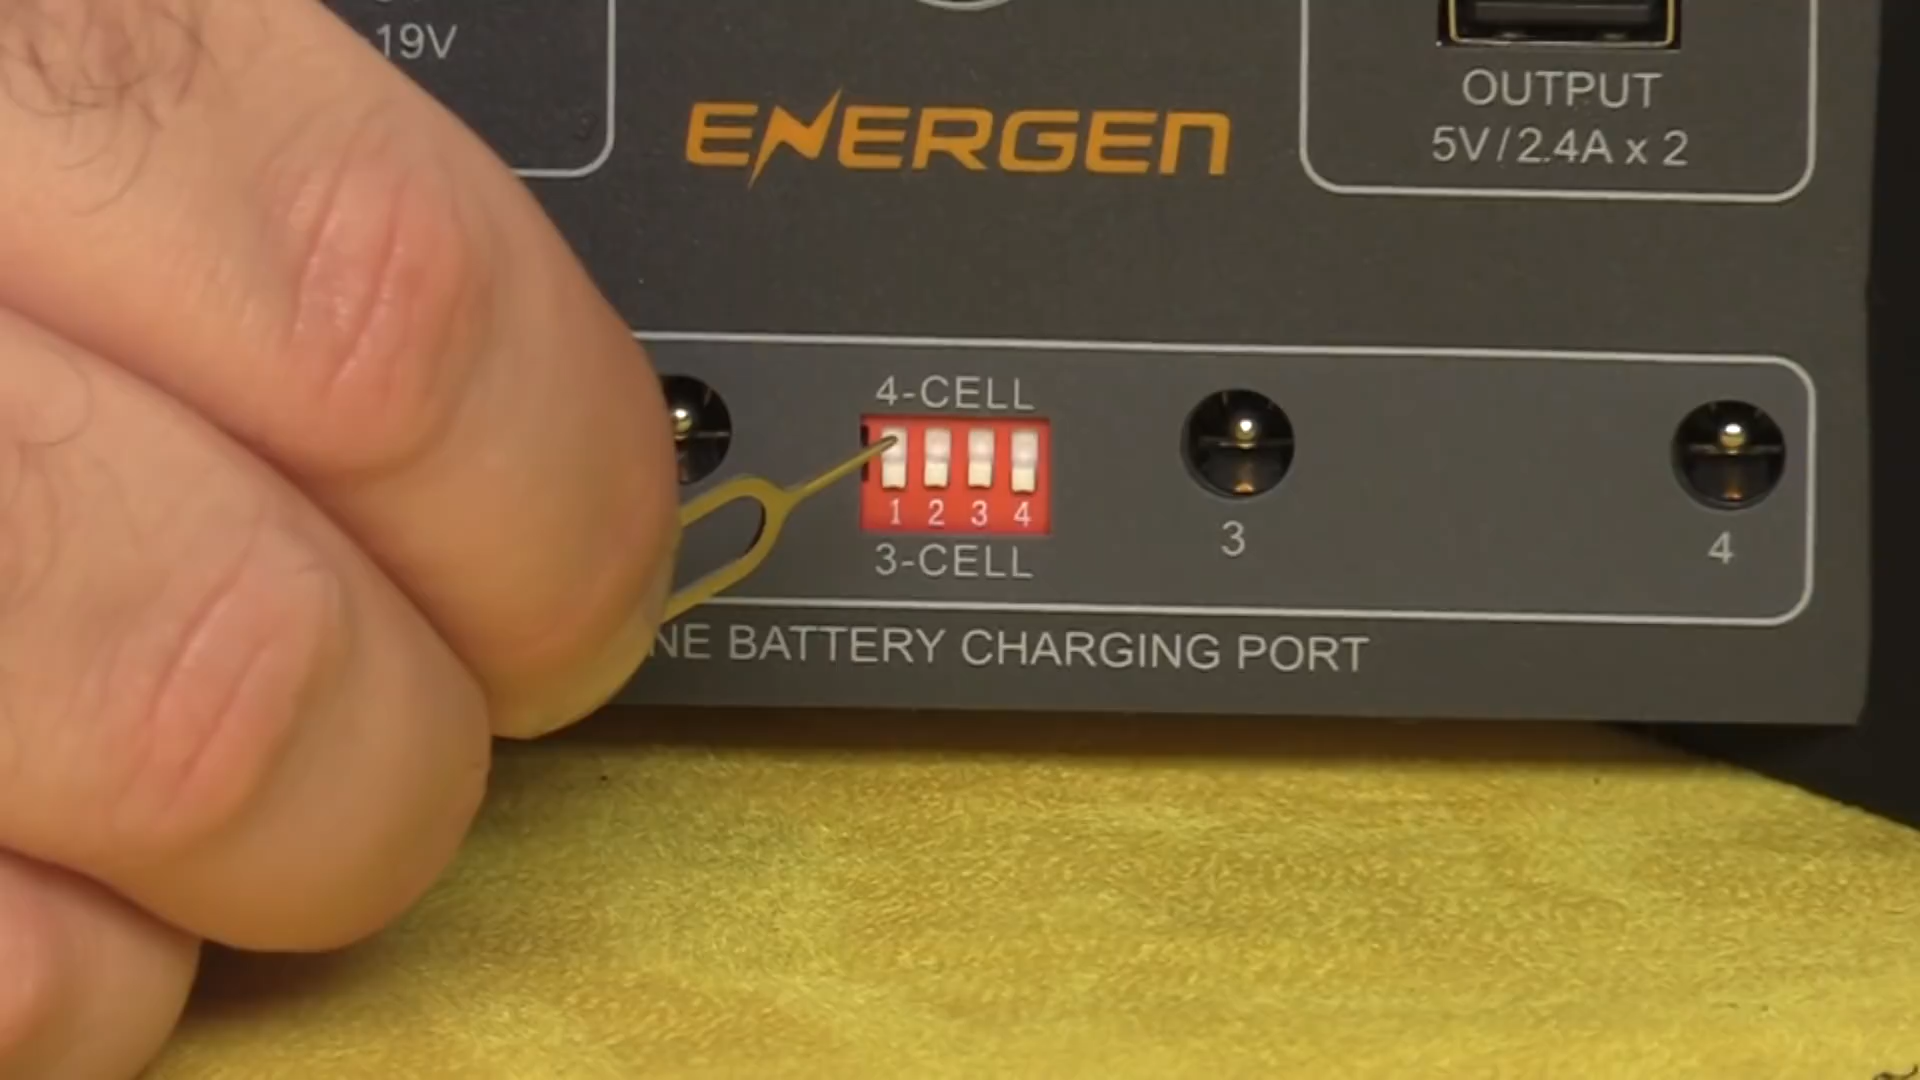 19V
ENERGEN
OUTPUT
5V/2.4A x 2
4-CELL
1 2 3 4
3-CELL
3
4
BATTERY CHARGING PORT